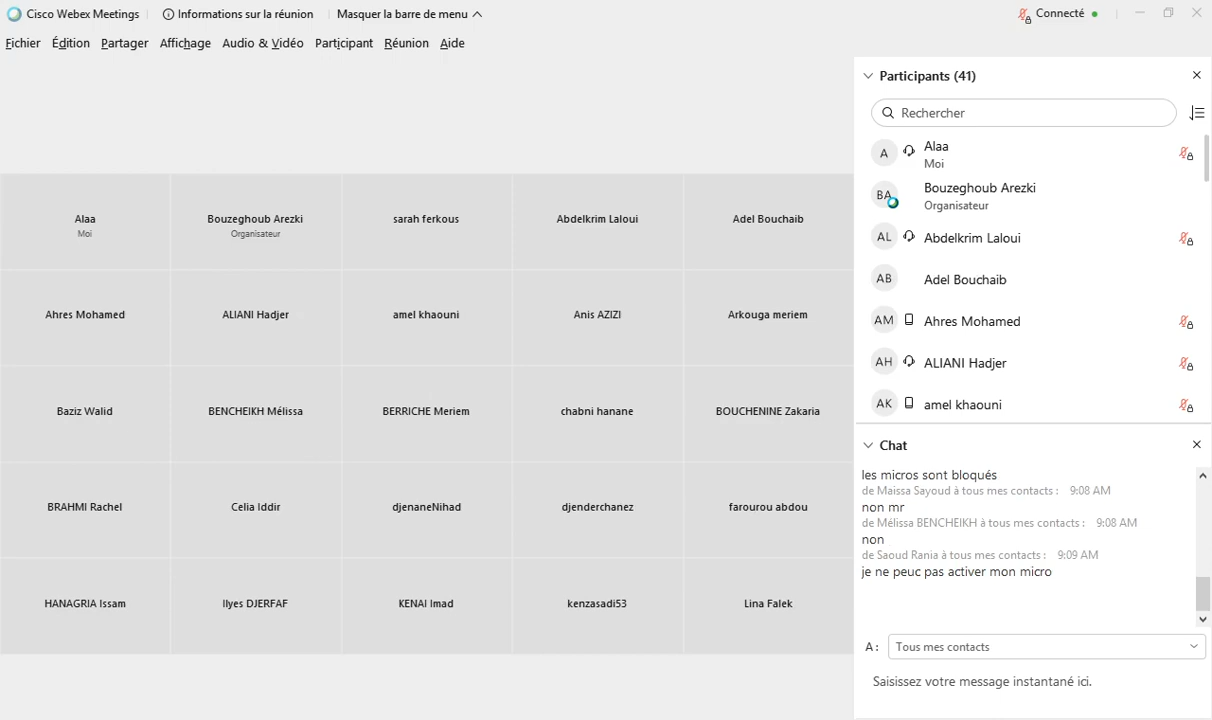 Cisco Webex Meetings Informations sur la réunion Masquer la barre de menu Connecté
Fichier Édition Partager Affichage Audio & Vidéo Participant Réunion Aide
Alaa
Moi
Bouzeghoub Arezki
Organisateur
sarah ferkous
Abdelkrim Laloui
Adel Bouchaib
Ahres Mohamed
ALIANI Hadjer
amel khaouni
Anis AZIZI
Arkouga meriem
Baziz Walid
BENCHEIKH Mélissa
BERRICHE Meriem
chabni hanane
BOUCHENINE Zakaria
BRAHMI Rachel
Celia Iddir
djenaneNihad
djenderchanez
farourou abdou
HANAGRIA Issam
Ilyes DJERFAF
KENAI Imad
kenzasadi53
Lina Falek
Participants (41)
Rechercher
A Alaa
Moi
BA Bouzeghoub Arezki
Organisateur
AL Abdelkrim Laloui
AB Adel Bouchaib
AM Ahres Mohamed
AH ALIANI Hadjer
AK amel khaouni
Chat
les micros sont bloqués
de Maissa Sayoud à tous mes contacts : 9:08 AM
non mr
de Mélissa BENCHEIKH à tous mes contacts : 9:08 AM
non
de Saoud Rania à tous mes contacts : 9:09 AM
je ne peuc pas activer mon micro
A : Tous mes contacts
Saisissez votre message instantané ici.